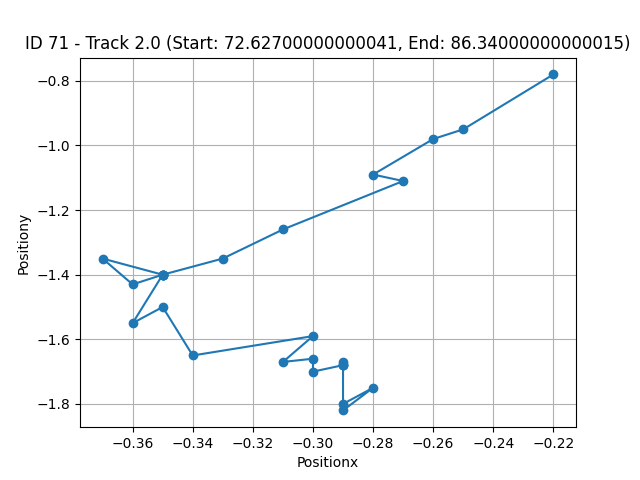 ID 71 - Track 2.0 (Start: 72.62700000000041, End: 86.34000000000015)
Positiony
−0.8
−1.0
−1.2
−1.4
−1.6
−1.8
−0.36 −0.34 −0.32 −0.30 −0.28 −0.26 −0.24 −0.22
Positionx